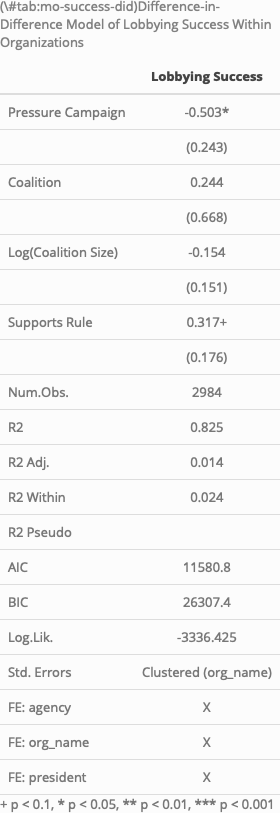 (\#tab:mo-success-did)Difference-in-
Difference Model of Lobbying Success Within
Organizations
Lobbying Success
Pressure Campaign -0.503*
(0.243)
Coalition 0.244
(0.668)
Log(Coalition Size) -0.154
(0.151)
Supports Rule 0.317+
(0.176)
Num.Obs. 2984
R2 0.825
R2 Adj. 0.014
R2 Within 0.024
R2 Pseudo
AIC 11580.8
BIC 26307.4
Log.Lik. -3336.425
Std. Errors Clustered (org_name)
FE: agency X
FE: org_name X
FE: president X
+ p < 0.1, * p < 0.05, ** p < 0.01, *** p < 0.001